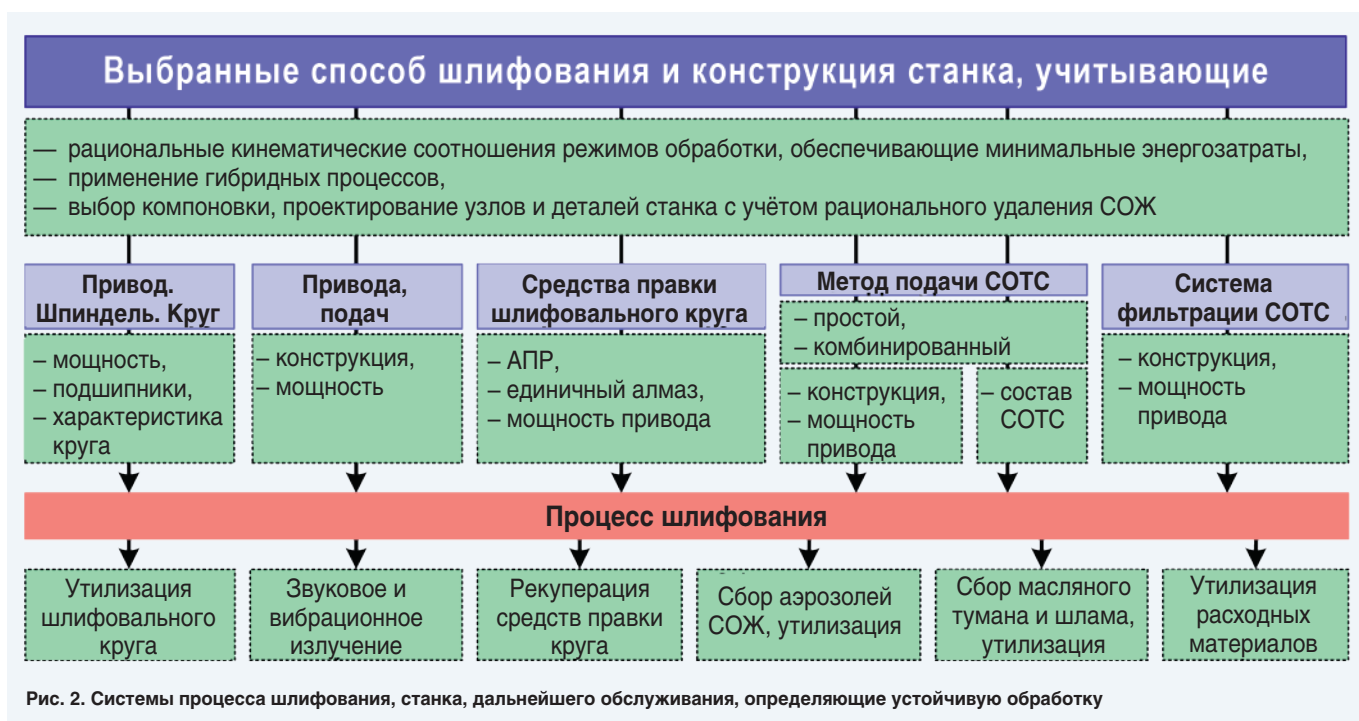 Выбранные способ шлифования и конструкция станка, учитывающие
— рациональные кинематические соотношения режимов обработки, обеспечивающие минимальные энергозатраты,
— применение гибридных процессов,
— выбор компоновки, проектирование узлов и деталей станка с учётом рационального удаления СОЖ
Привод.
Шпиндель. Круг
– мощность,
– подшипники,
– характеристика
круга
Привода,
подач
– конструкция,
– мощность
Средства правки
шлифовального круга
– АПР,
– единичный алмаз,
– мощность привода
Метод подачи СОТС
– простой,
– комбинированный
– конструкция,
– мощность
привода
– состав
СОТС
Система
фильтрации СОТС
– конструкция,
– мощность
привода
Процесс шлифования
Утилизация
шлифовального
круга
Звуковое и
вибрационное
излучение
Рекуперация
средств правки
круга
Сбор аэрозолей
СОЖ, утилизация
Сбор масляного
тумана и шлама,
утилизация
Утилизация
расходных
материалов
Рис. 2. Системы процесса шлифования, станка, дальнейшего обслуживания, определяющие устойчивую обработку